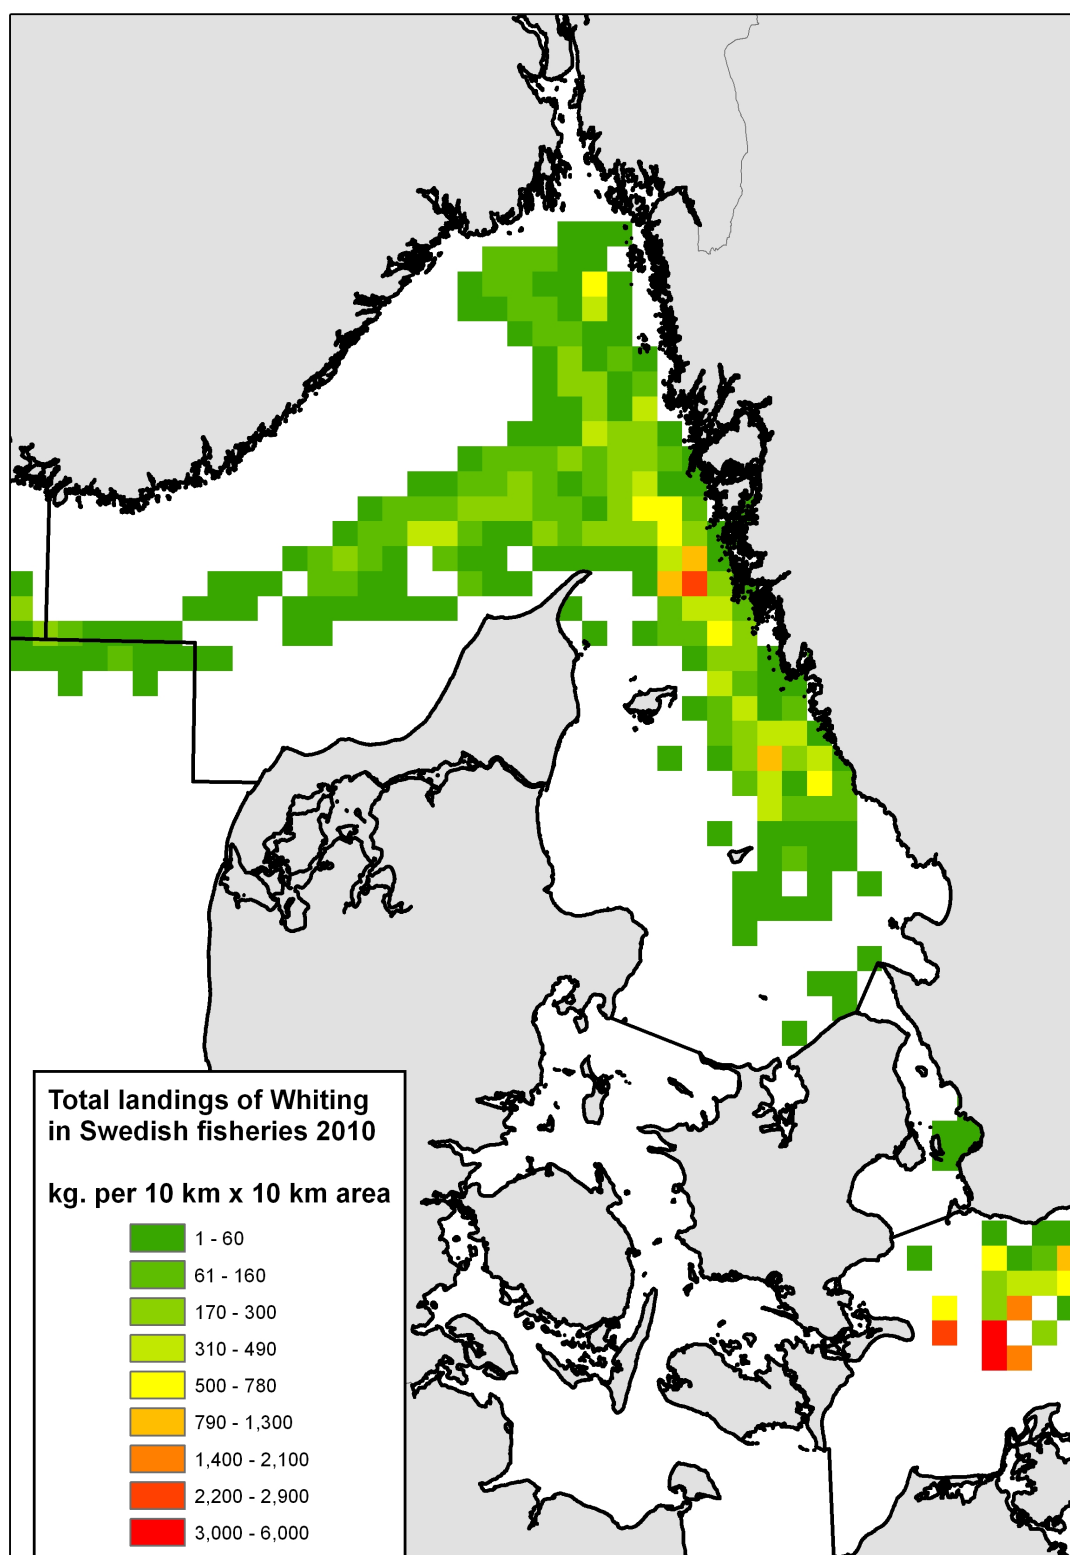 Total landings of Whiting
in Swedish fisheries 2010
kg. per 10 km x 10 km area
1 - 60
61 - 160
170 - 300
310 - 490
500 - 780
790 - 1,300
1,400 - 2,100
2,200 - 2,900
3,000 - 6,000